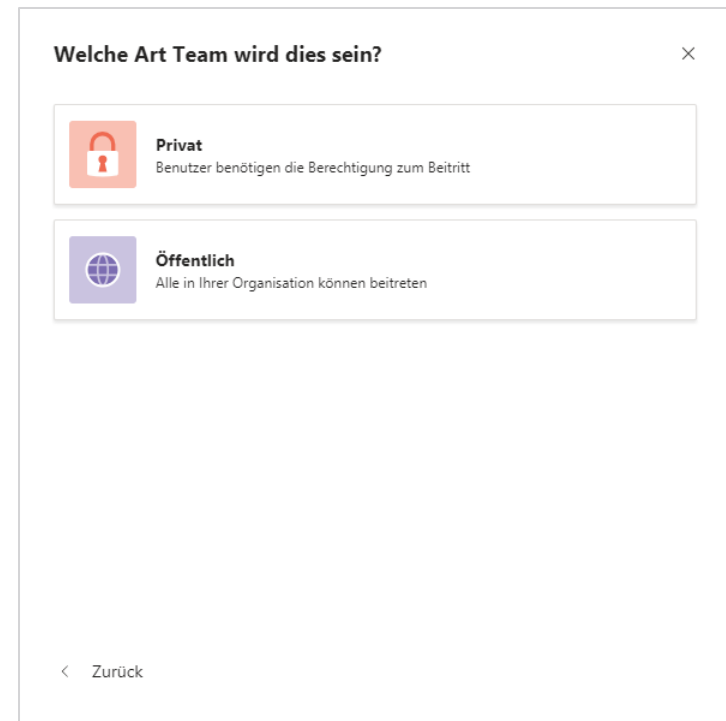 Welche Art Team wird dies sein?
Privat
Benutzer benötigen die Berechtigung zum Beitritt
Öffentlich
Alle in Ihrer Organisation können beitreten
Zurück